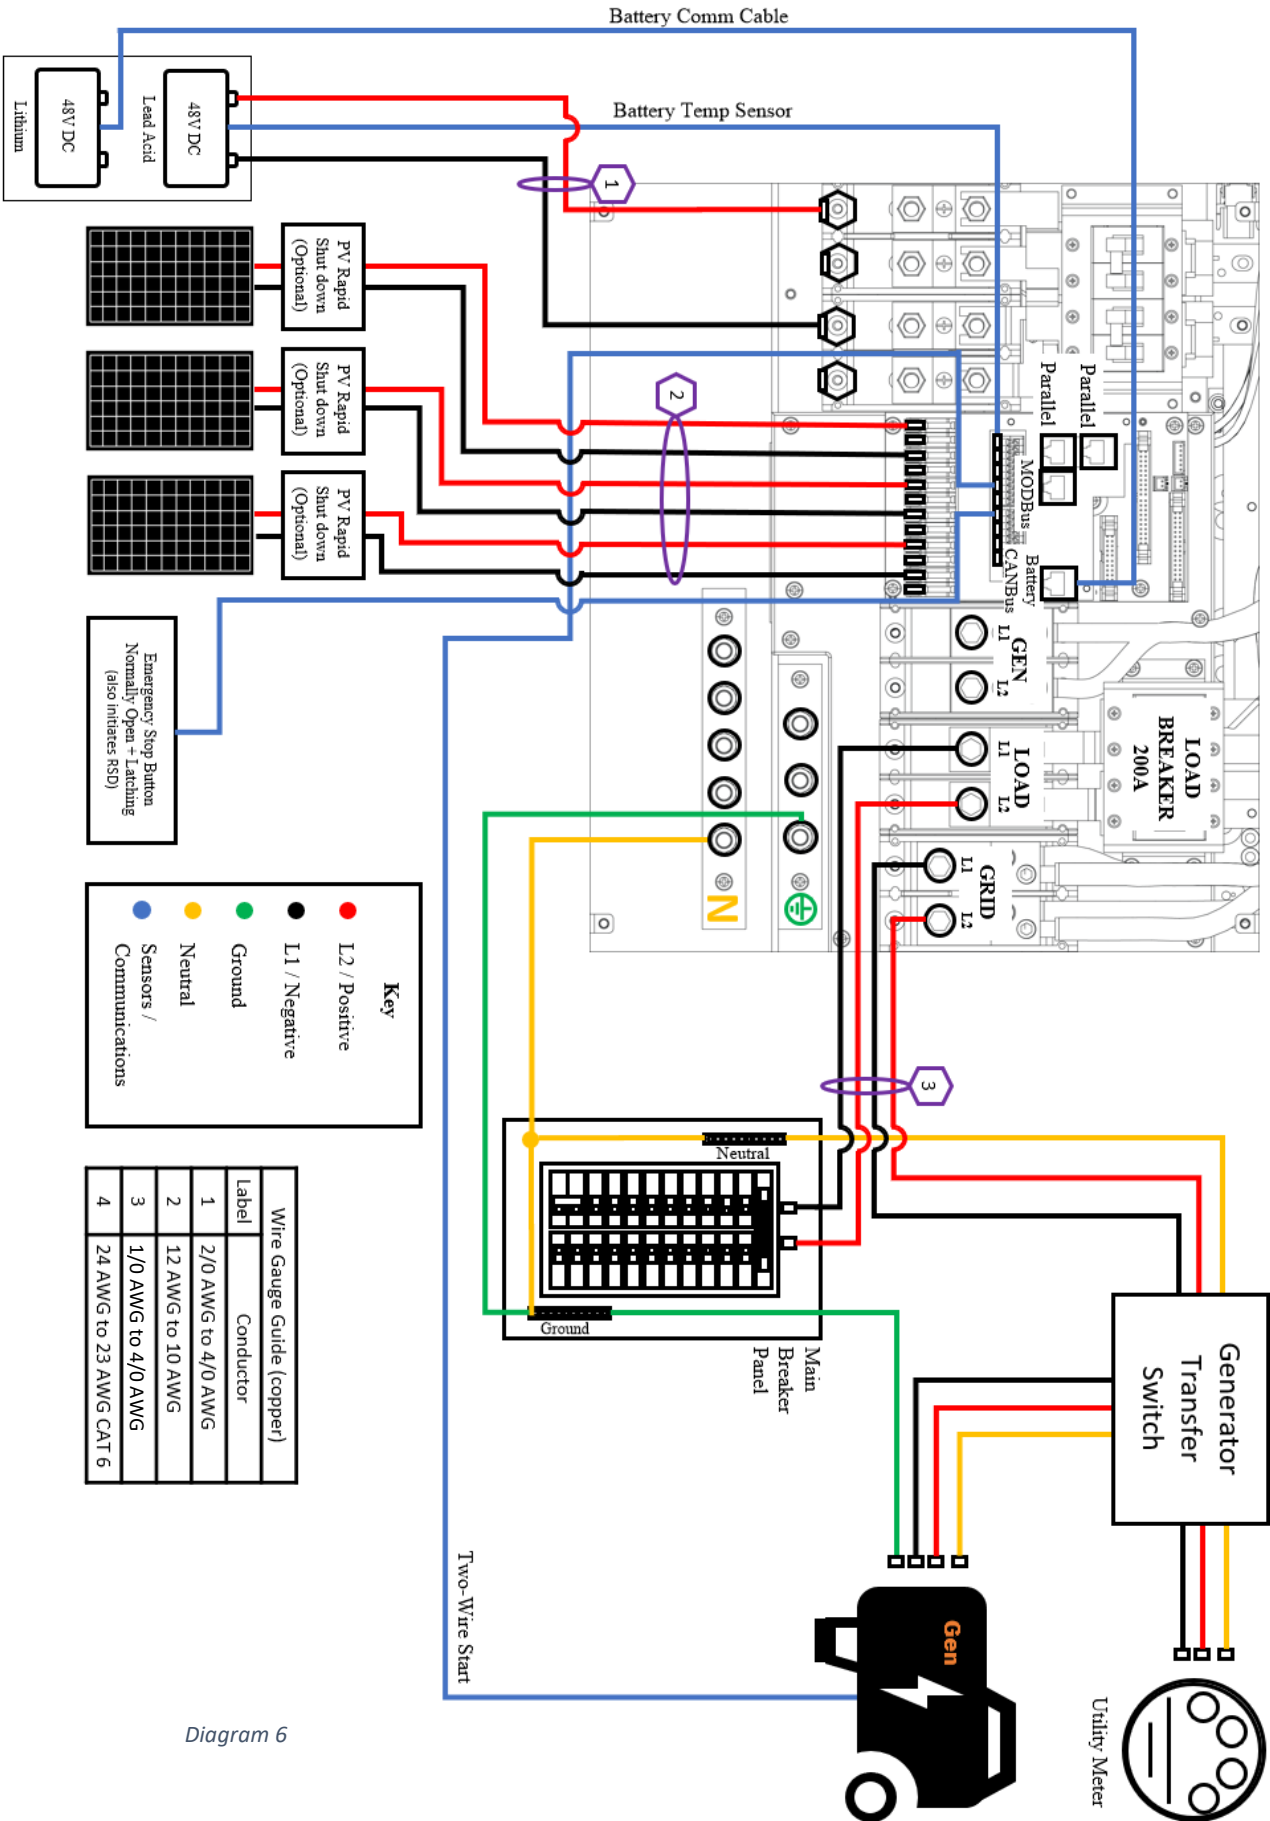 Battery Comm Cable
Battery Temp Sensor
48V DC
Lithium
48V DC
Lead Acid
1
PV Rapid
Shut down
(Optional)
PV Rapid
Shut down
(Optional)
PV Rapid
Shut down
(Optional)
2
Parallel
Parallel
MODBus
Battery
CANBus
GEN
L1
L2
LOAD
L1
L2
GRID
L1
L2
LOAD
BREAKER
200A
N
Emergency Stop Button
Normally Open + Latching
(also initiates RSD)
Key
L2 / Positive
L1 / Negative
Ground
Neutral
Sensors /
Communications
3
Neutral
Ground
Main
Breaker
Panel
Wire Gauge Guide (copper)
Label Conductor
1 2/0 AWG to 4/0 AWG
2 12 AWG to 10 AWG
3 1/0 AWG to 4/0 AWG
4 24 AWG to 23 AWG CAT 6
Generator
Transfer
Switch
Two-Wire Start
Gen
Utility Meter
Diagram 6